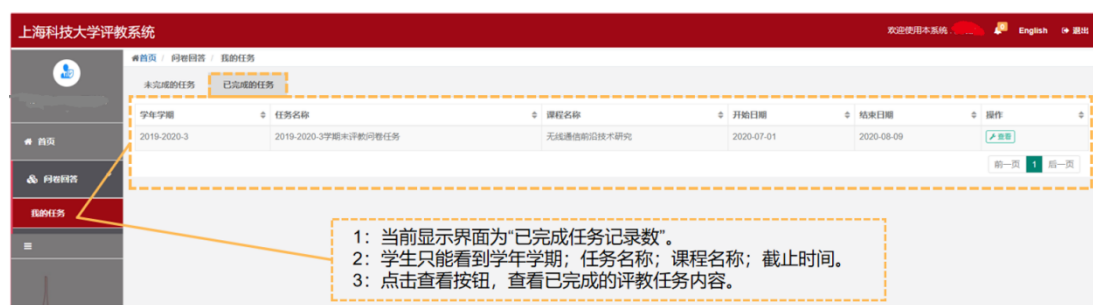 上海科技大学评教系统
欢迎使用本系统
English
退出
首页 / 问卷回答 / 我的任务
未完成的任务 已完成的任务
学年学期 任务名称 课程名称 开始日期 结束日期 操作
2019-2020-3 2019-2020-3学期末评教问卷任务 无线通信前沿技术研究 2020-07-01 2020-08-09 查看
前一页 1 后一页
首页
问卷回答
我的任务
1：当前显示界面为“已完成任务记录数”。
2：学生只能看到学年学期；任务名称；课程名称；截止时间。
3：点击查看按钮，查看已完成的评教任务内容。